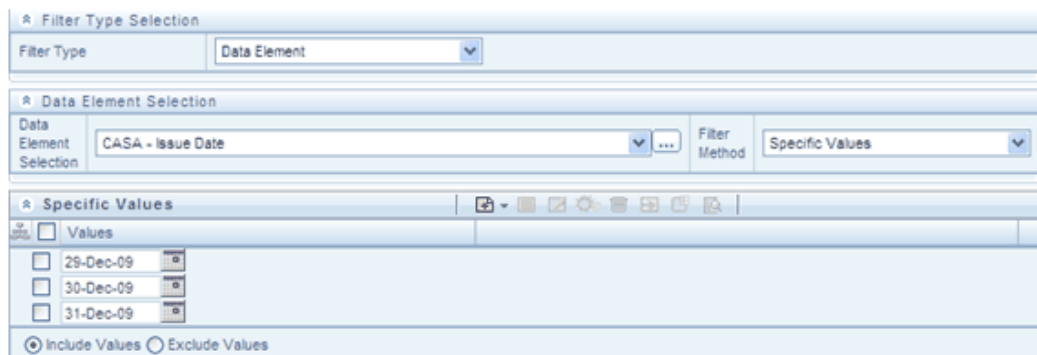 Filter Type Selection
Filter Type Data Element
Data Element Selection
Data Element Selection CASA - Issue Date ... Filter Method Specific Values
Specific Values
Values
29-Dec-09
30-Dec-09
31-Dec-09
Include Values Exclude Values